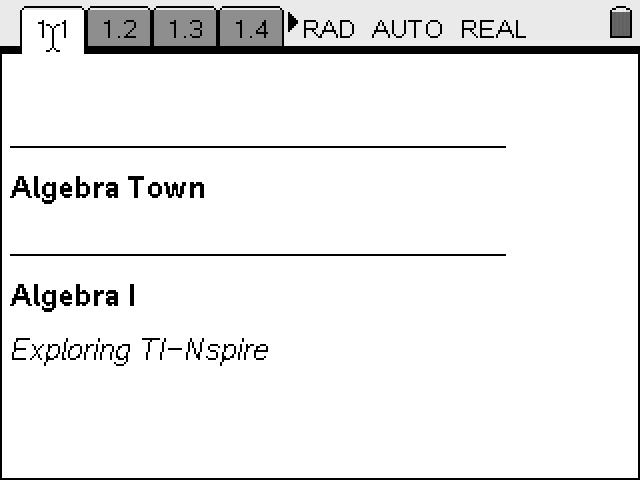 1.1 1.2 1.3 1.4 RAD AUTO REAL
Algebra Town
Algebra I
Exploring TI-Nspire